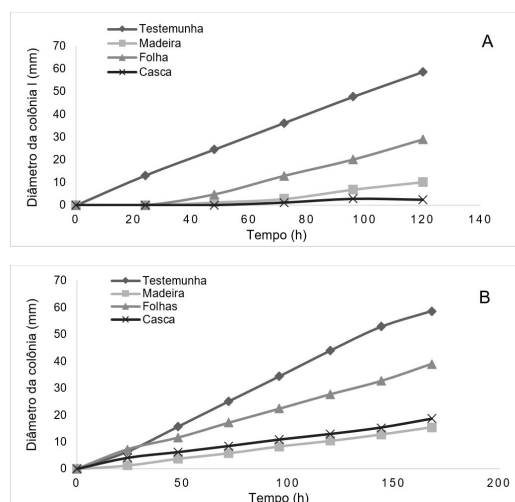 Testemunha
Madeira
Folha
Casca
A
Diâmetro da colônia l (mm)
70
60
50
40
30
20
10
0
0 20 40 60 80 100 120 140
Tempo (h)
Testemunha
Madeira
Folhas
Casca
B
Diâmetro da colônia (mm)
70
60
50
40
30
20
10
0
0 50 100 150 200
Tempo (h)